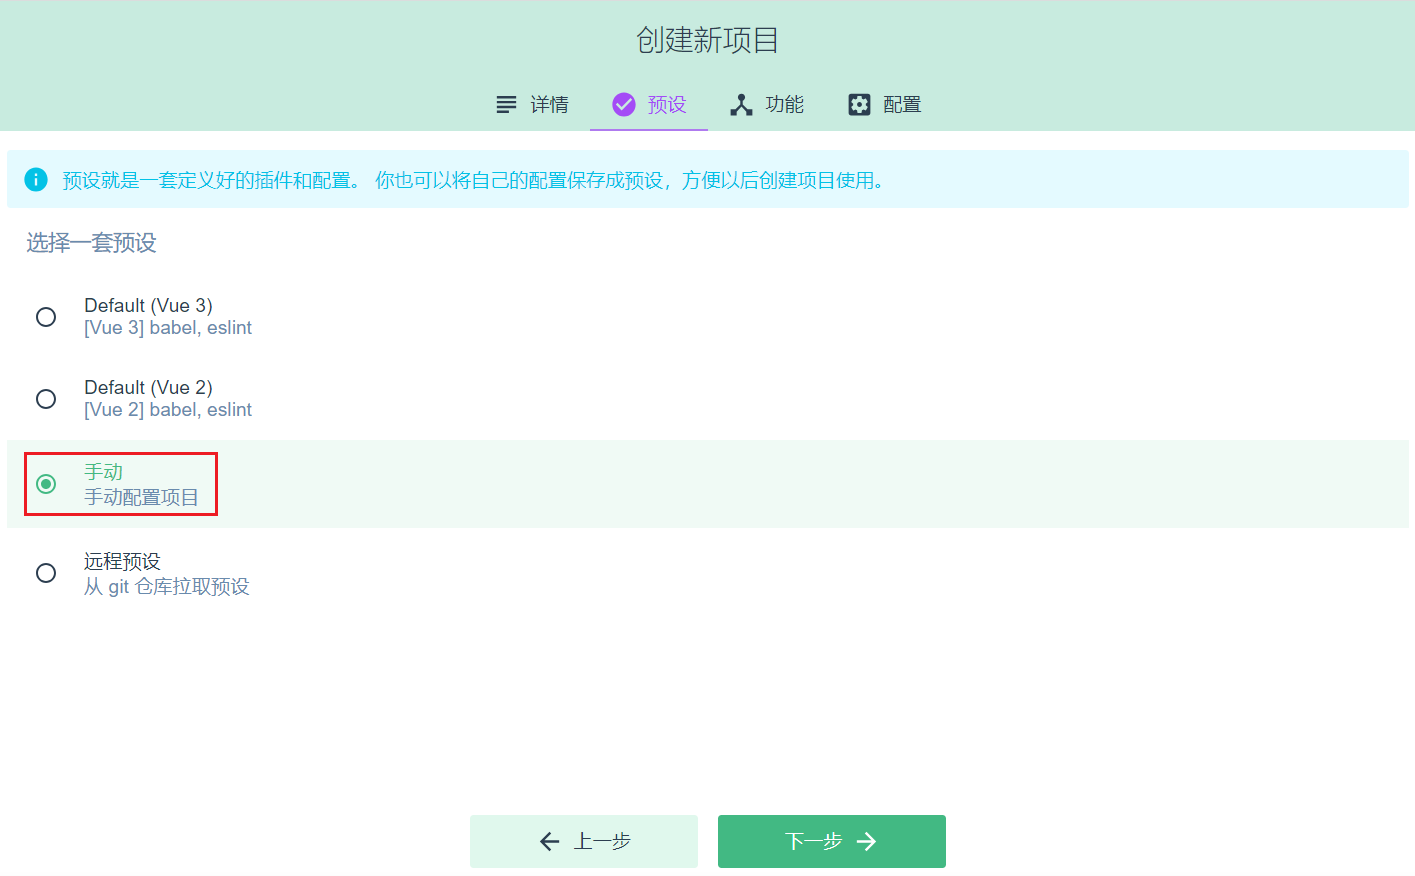 创建新项目
详情 预设 功能 配置
预设就是一套定义好的插件和配置。 你也可以将自己的配置保存成预设，方便以后创建项目使用。
选择一套预设
Default (Vue 3)
[Vue 3] babel, eslint
Default (Vue 2)
[Vue 2] babel, eslint
手动
手动配置项目
远程预设
从 git 仓库拉取预设
上一步 下一步